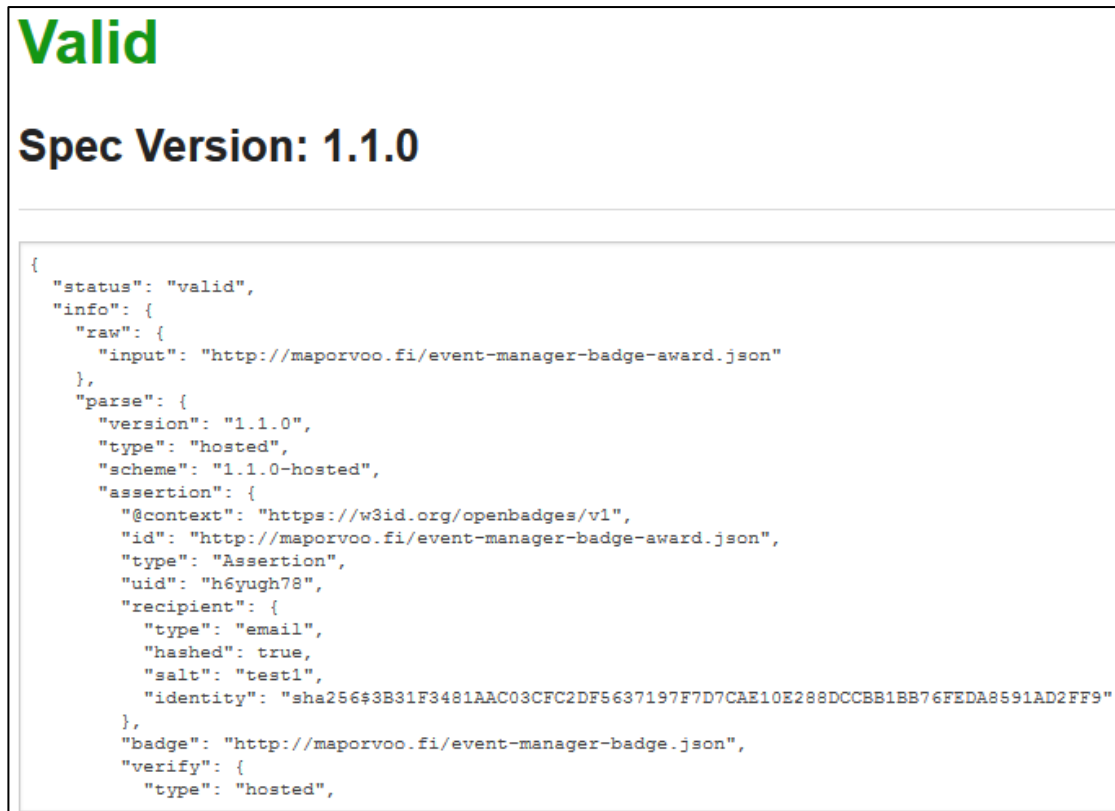 Valid
Spec Version: 1.1.0
{
  "status": "valid",
  "info": {
    "raw": {
      "input": "http://maporvoo.fi/event-manager-badge-award.json"
    },
    "parse": {
      "version": "1.1.0",
      "type": "hosted",
      "scheme": "1.1.0-hosted",
      "assertion": {
        "@context": "https://w3id.org/openbadges/v1",
        "id": "http://maporvoo.fi/event-manager-badge-award.json",
        "type": "Assertion",
        "uid": "h6yugh78",
        "recipient": {
          "type": "email",
          "hashed": true,
          "salt": "test1",
          "identity": "sha256$3B31F3481AAC03CFC2DF5637197F7D7CAE10E288DCCBB1BB76FEDA8591AD2FF9"
        },
        "badge": "http://maporvoo.fi/event-manager-badge.json",
        "verify": {
          "type": "hosted",